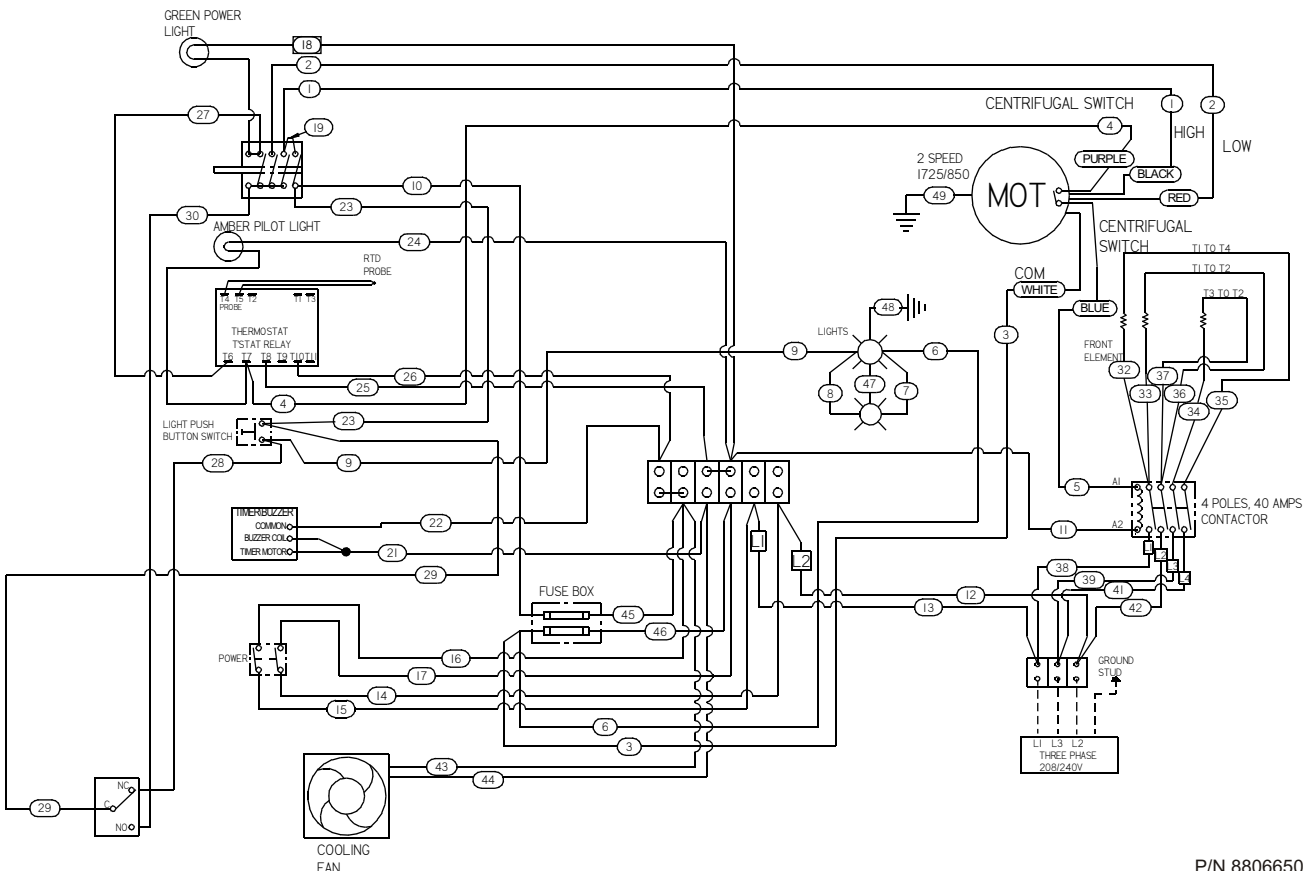 GREEN POWER
LIGHT
18
2
1
27
19
CENTRIFUGAL SWITCH
4
1
2
HIGH
LOW
PURPLE
BLACK
RED
2 SPEED
1725/850
MOT
49
10
23
30
AMBER PILOT LIGHT
24
RTD
PROBE
CENTRIFUGAL
SWITCH
T1 TO T4
T1 TO T2
T3 TO T2
COM
WHITE
BLUE
T4 T5 T2 T1 T3
PROBE
THERMOSTAT
T'STAT RELAY
T6 T7 T8 T9 T10 T11
48
LIGHTS
3
9
6
FRONT
ELEMENT
26
25
4
8
47
7
32
37
33
36
34
35
LIGHT PUSH
BUTTON SWITCH
23
28
9
5
A1
4 POLES, 40 AMPS
CONTACTOR
A2
11
TIMER/BUZZER
COMMON
BUZZER COIL
TIMER MOTOR
22
21
29
L1
L2
L1
L2
L3
L4
38
39
41
42
12
13
FUSE BOX
45
46
POWER
16
17
14
15
6
3
GROUND
STUD
L1 L3 L2
THREE PHASE
208/240V
43
44
29
NC
C
NO
COOLING
FAN
P/N 8806650